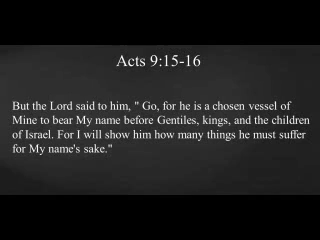 Acts 9:15-16
But the Lord said to him, " Go, for he is a chosen vessel of
Mine to bear My name before Gentiles, kings, and the children
of Israel. For I will show him how many things he must suffer
for My name's sake."